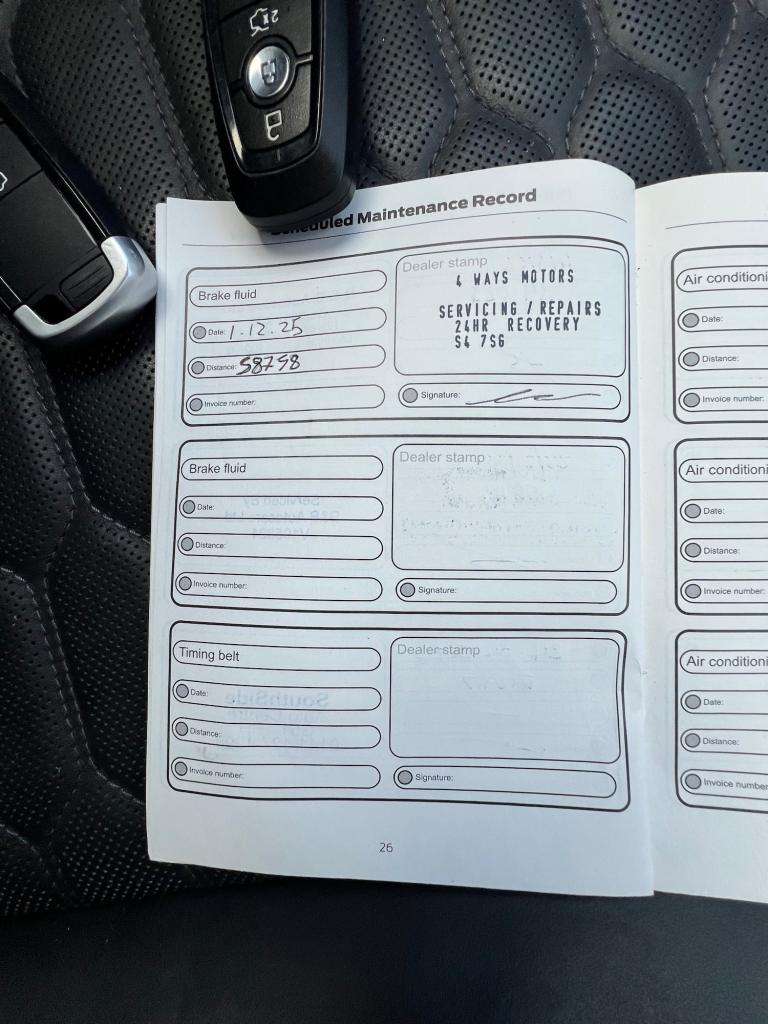 2x
Scheduled Maintenance Record
Brake fluid
Date: 1.12.25
Distance: 58798
Invoice number:
Dealer stamp
4 WAYS MOTORS
SERVICING / REPAIRS
24HR RECOVERY
S4 7SG
Signature:
Brake fluid
Date:
Distance:
Invoice number:
Dealer stamp
Signature:
Timing belt
Date:
Distance:
Invoice number:
Dealer stamp
Signature:
26
Air conditioni
Date:
Distance:
Invoice number:
Air conditioni
Date:
Distance:
Invoice number:
Air conditioni
Date:
Distance:
Invoice number: